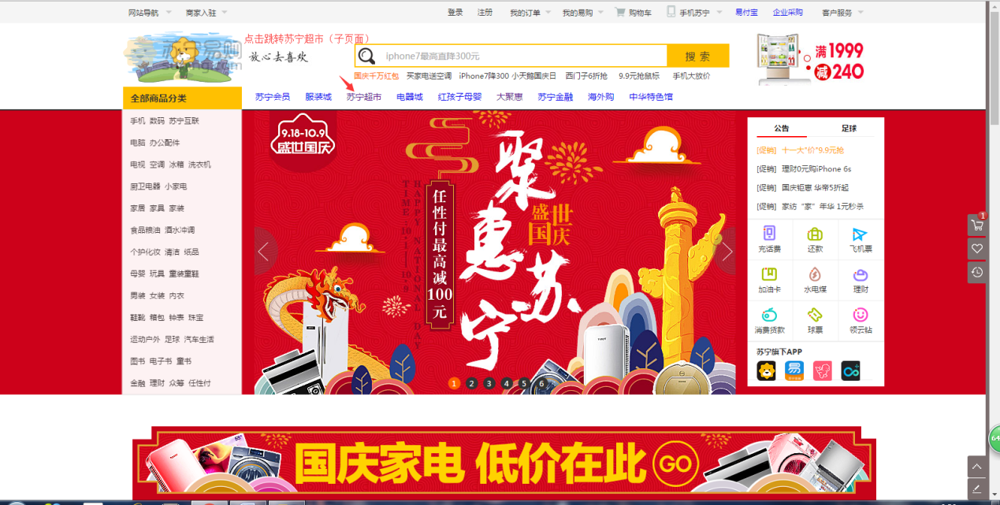 网站导航 商家入驻 登录 注册 我的订单 我的易购 购物车 手机苏宁 易付宝 企业采购 客户服务
点击跳转苏宁超市（子页面）
苏宁易购
suning.com
放心去喜欢
iphone7最高直降300元
搜 索
满1999
减240
国庆千万红包 买家电送空调 iPhone7降300 小天鹅国庆日 西门子6折抢 9.9元抢鼠标 手机大放价
全部商品分类
苏宁会员 服装城 苏宁超市 电器城 红孩子母婴 大聚惠 苏宁金融 海外购 中华特色馆
手机 数码 苏宁互联
电脑 办公配件
电视 空调 冰箱 洗衣机
厨卫电器 小家电
家居 家具 家装
食品粮油 酒水冲调
个护化妆 清洁 纸品
母婴 玩具 童装童鞋
男装 女装 内衣
鞋靴 箱包 钟表 珠宝
运动户外 足球 汽车生活
图书 电子书 童书
金融 理财 众筹 任性付
9.18-10.9
盛世国庆
HAPPY NATIONAL DAY
任性付最高减100元
聚惠苏宁
盛世国庆
1 2 3 4 5 6
公告 足球
[促销] 十一大"价"9.9元抢
[促销] 理财0元购iPhone 6s
[促销] 国庆钜惠 华帝5折起
[促销] 家纺“家”年华 1元秒杀
充话费 还款 飞机票
加油卡 水电煤 理财
消费贷款 球票 领云钻
苏宁旗下APP
易
1
64
国庆家电 低价在此 GO